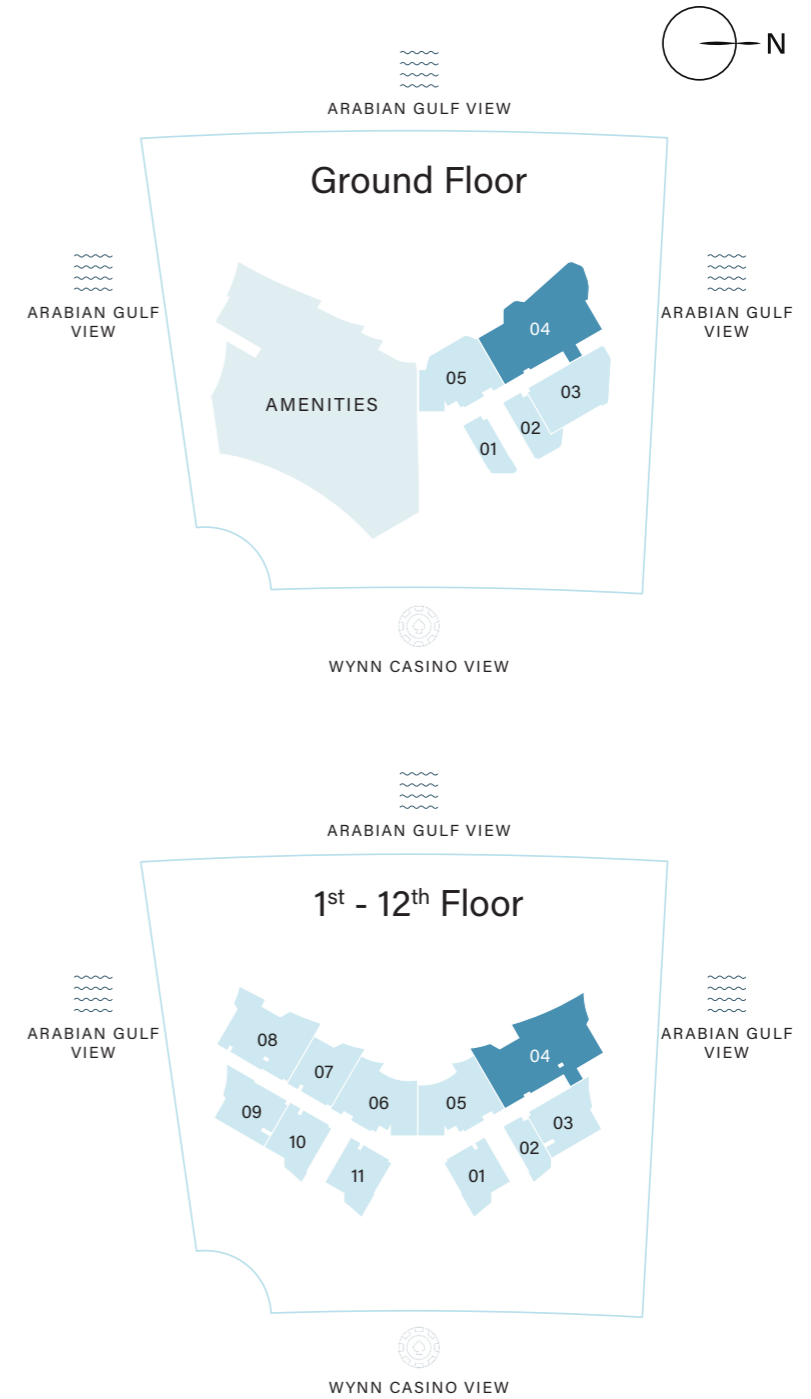 N
ARABIAN GULF VIEW
Ground Floor
ARABIAN GULF
VIEW
ARABIAN GULF
VIEW
04
05
03
AMENITIES
02
01
WYNN CASINO VIEW
ARABIAN GULF VIEW
1st - 12th Floor
ARABIAN GULF
VIEW
ARABIAN GULF
VIEW
08
04
07
06
05
09
03
10
02
11
01
WYNN CASINO VIEW